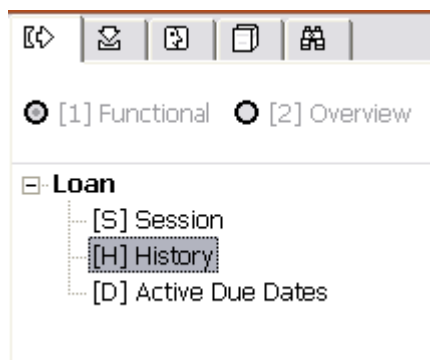 [1] Functional [2] Overview
Loan
[S] Session
[H] History
[D] Active Due Dates